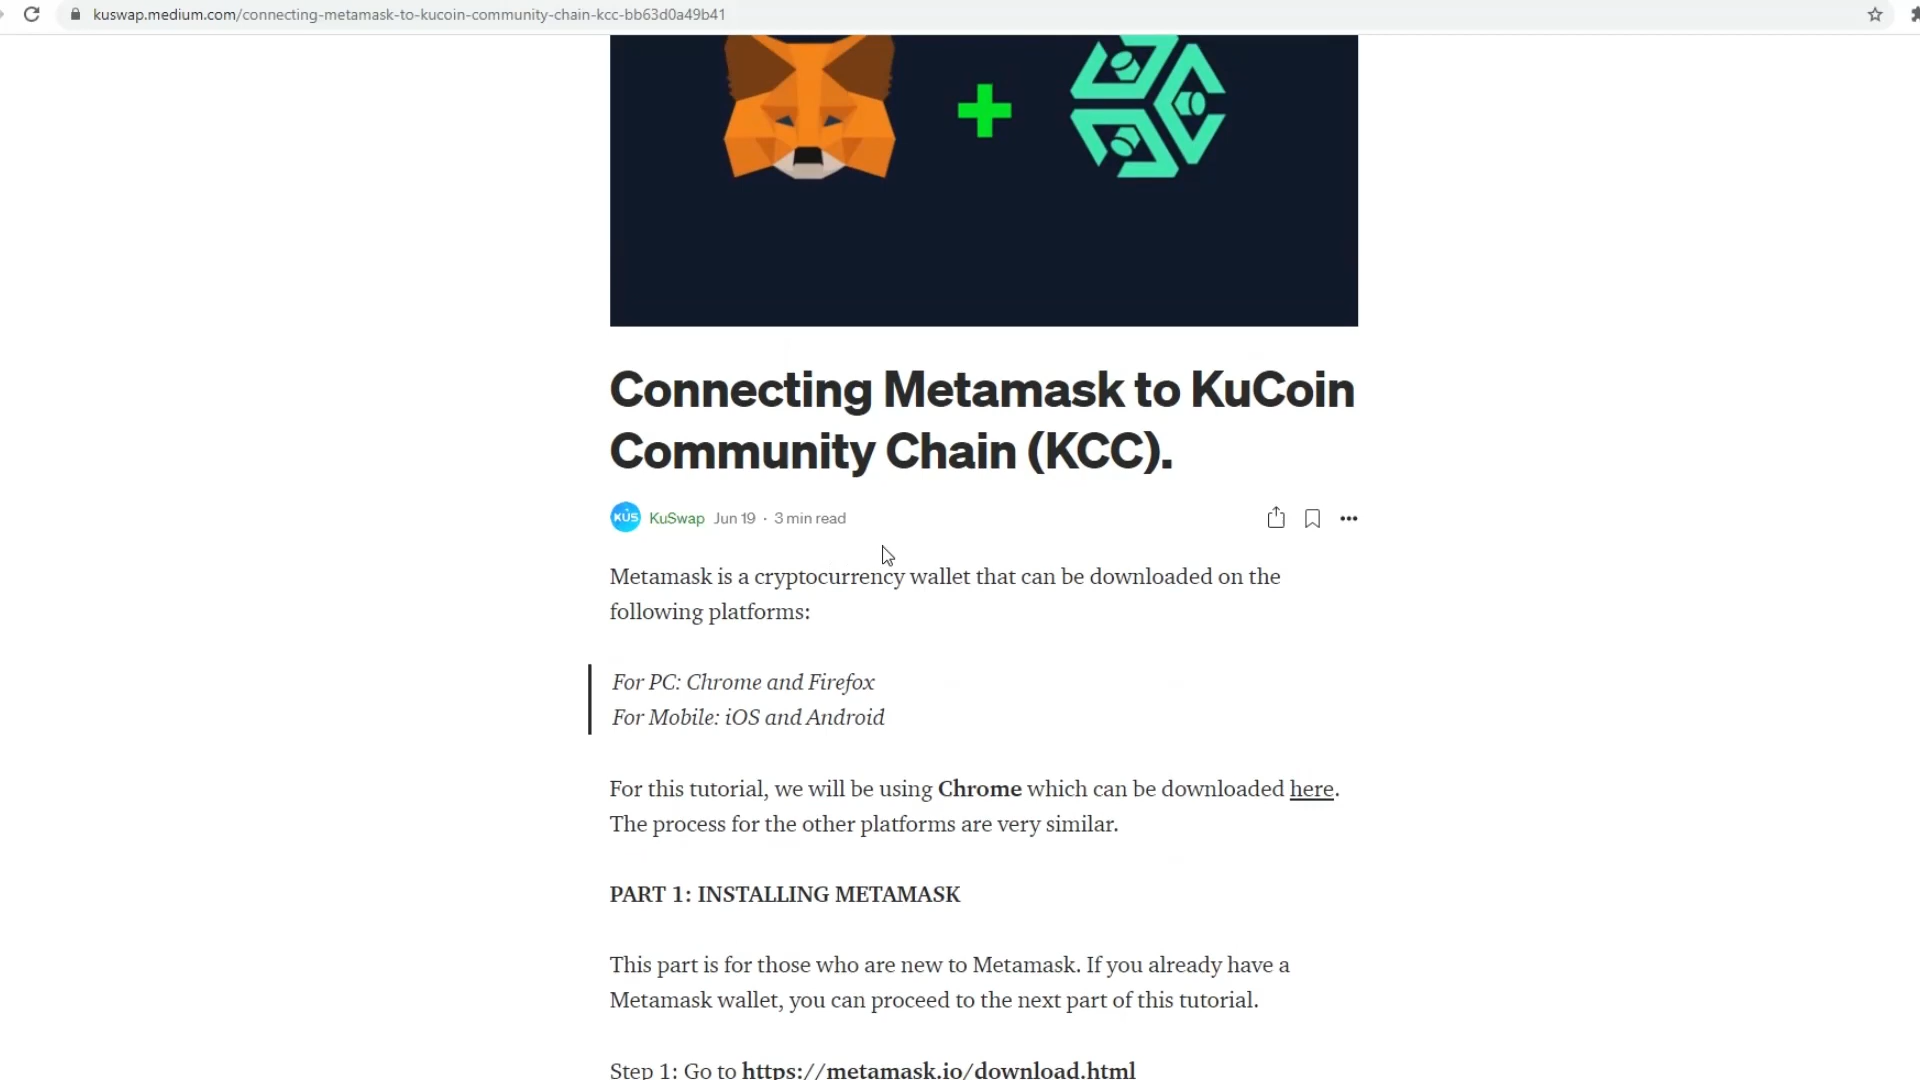 kuswap.medium.com/connecting-metamask-to-kucoin-community-chain-kcc-bb63d0a49b41
Connecting Metamask to KuCoin
Community Chain (KCC).
KUS KuSwap Jun 19 · 3 min read
Metamask is a cryptocurrency wallet that can be downloaded on the
following platforms:
For PC: Chrome and Firefox
For Mobile: iOS and Android
For this tutorial, we will be using Chrome which can be downloaded here.
The process for the other platforms are very similar.
PART 1: INSTALLING METAMASK
This part is for those who are new to Metamask. If you already have a
Metamask wallet, you can proceed to the next part of this tutorial.
Step 1: Go to https://metamask.io/download.html